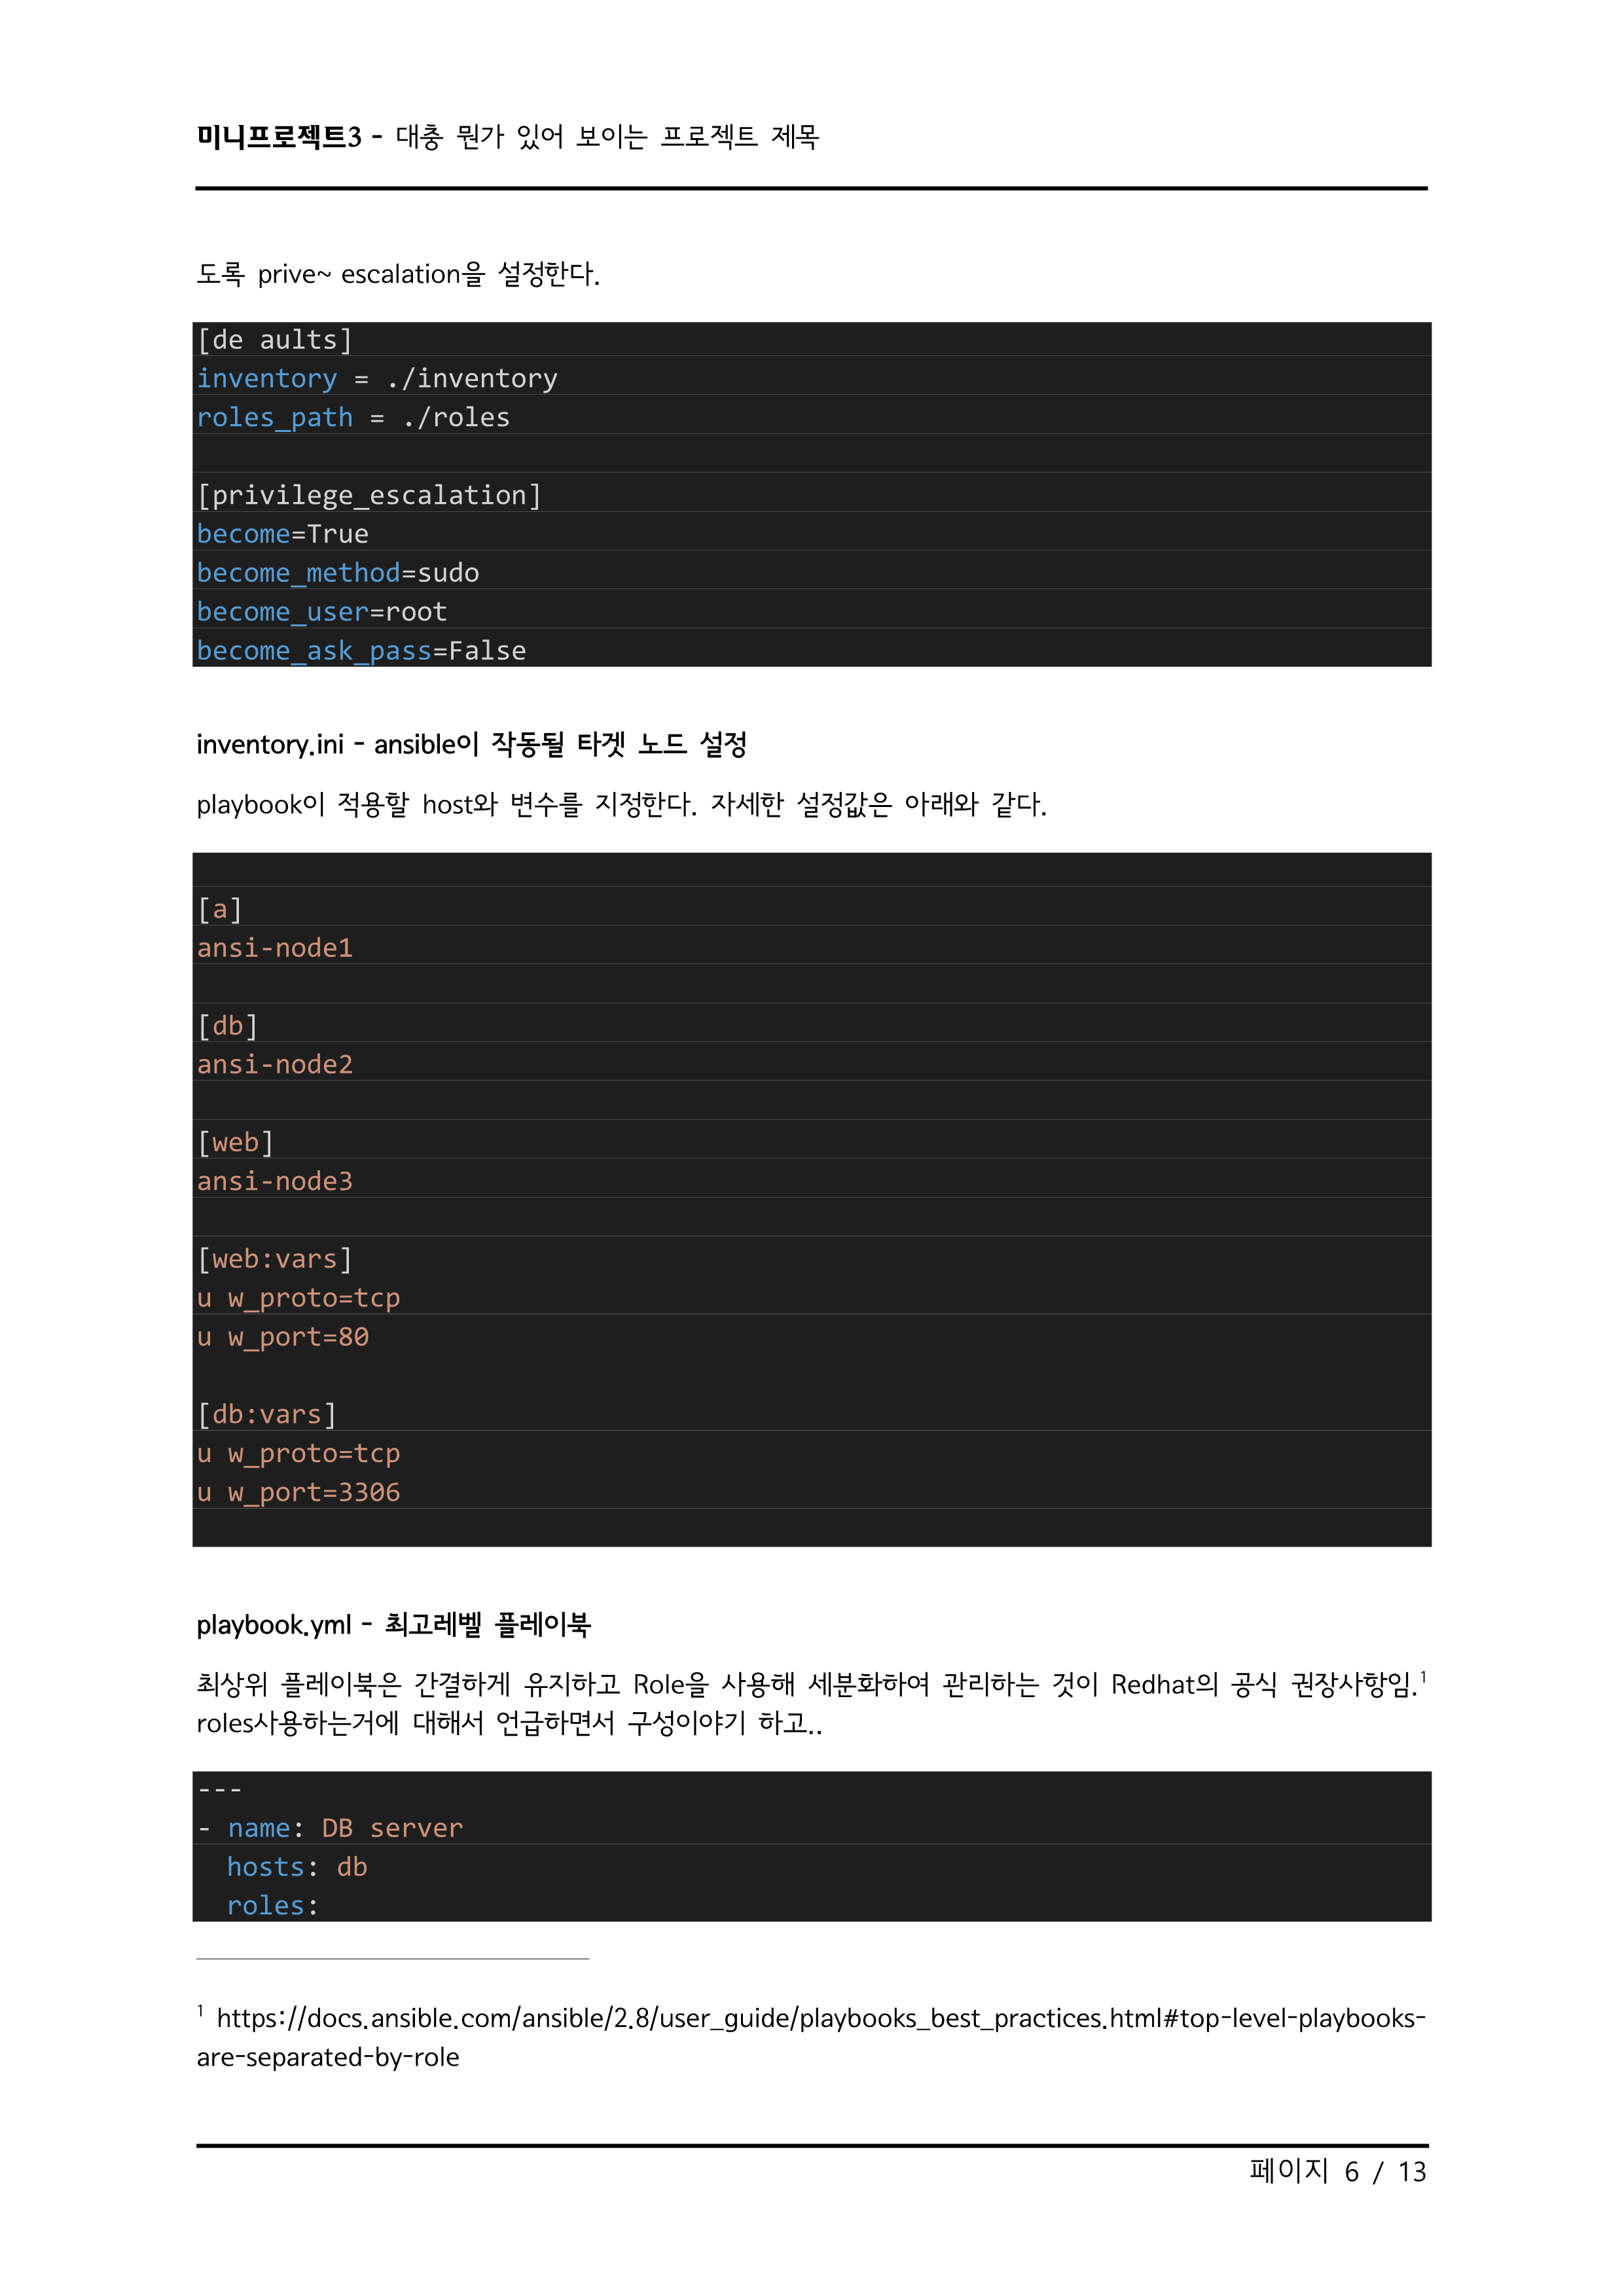 미니프로젝트3 - 대충 뭔가 있어 보이는 프로젝트 제목
도록 prive~ escalation을 설정한다.
[de aults]
inventory = ./inventory
roles_path = ./roles
[privilege_escalation]
become=True
become_method=sudo
become_user=root
become_ask_pass=False
inventory.ini - ansible이 작동될 타겟 노드 설정
playbook이 적용할 host와 변수를 지정한다. 자세한 설정값은 아래와 같다.
[a]
ansi-node1
[db]
ansi-node2
[web]
ansi-node3
[web:vars]
u w_proto=tcp
u w_port=80
[db:vars]
u w_proto=tcp
u w_port=3306
playbook.yml - 최고레벨 플레이북
최상위 플레이북은 간결하게 유지하고 Role을 사용해 세분화하여 관리하는 것이 Redhat의 공식 권장사항임.1
roles사용하는거에 대해서 언급하면서 구성이야기 하고..
---
- name: DB server
  hosts: db
  roles:
1 https://docs.ansible.com/ansible/2.8/user_guide/playbooks_best_practices.html#top-level-playbooks-
are-separated-by-role
페이지 6 / 13